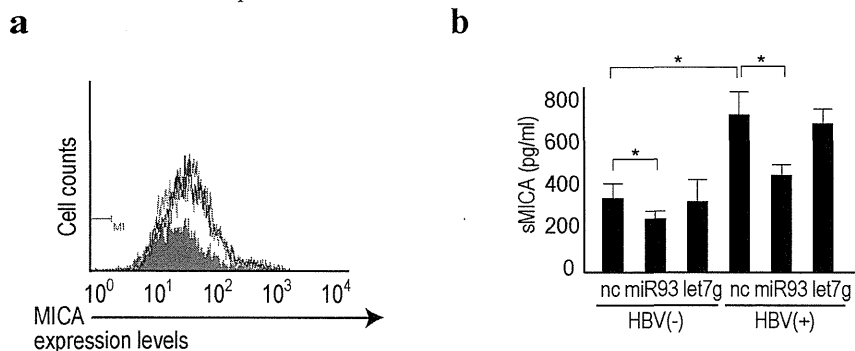 a
Cell counts
MI
10^0 10^1 10^2 10^3 10^4
MICA
expression levels
b
sMICA (pg/ml)
800
600
400
200
0
*
*
*
nc miR93 let7g nc miR93 let7g
HBV(-) HBV(+)